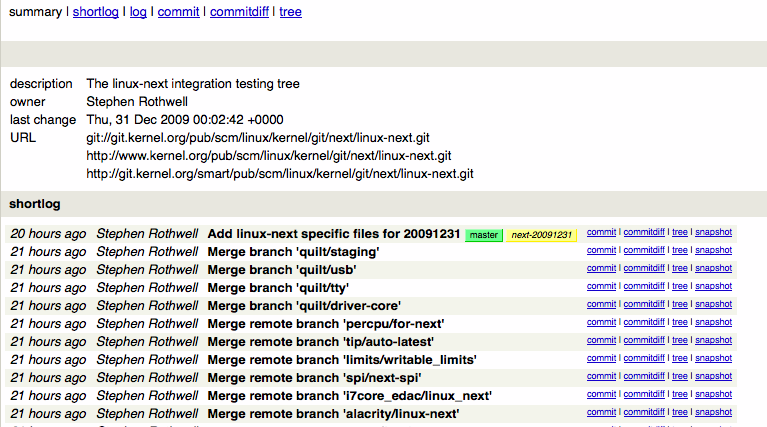 summary | shortlog | log | commit | commitdiff | tree
description The linux-next integration testing tree
owner Stephen Rothwell
last change Thu, 31 Dec 2009 00:02:42 +0000
URL git://git.kernel.org/pub/scm/linux/kernel/git/next/linux-next.git
http://www.kernel.org/pub/scm/linux/kernel/git/next/linux-next.git
http://git.kernel.org/smart/pub/scm/linux/kernel/git/next/linux-next.git
shortlog
20 hours ago Stephen Rothwell Add linux-next specific files for 20091231 master next-20091231 commit | commitdiff | tree | snapshot
21 hours ago Stephen Rothwell Merge branch 'quilt/staging' commit | commitdiff | tree | snapshot
21 hours ago Stephen Rothwell Merge branch 'quilt/usb' commit | commitdiff | tree | snapshot
21 hours ago Stephen Rothwell Merge branch 'quilt/tty' commit | commitdiff | tree | snapshot
21 hours ago Stephen Rothwell Merge branch 'quilt/driver-core' commit | commitdiff | tree | snapshot
21 hours ago Stephen Rothwell Merge remote branch 'percpu/for-next' commit | commitdiff | tree | snapshot
21 hours ago Stephen Rothwell Merge remote branch 'tip/auto-latest' commit | commitdiff | tree | snapshot
21 hours ago Stephen Rothwell Merge remote branch 'limits/writable_limits' commit | commitdiff | tree | snapshot
21 hours ago Stephen Rothwell Merge remote branch 'spi/next-spi' commit | commitdiff | tree | snapshot
21 hours ago Stephen Rothwell Merge remote branch 'i7core_edac/linux_next' commit | commitdiff | tree | snapshot
21 hours ago Stephen Rothwell Merge remote branch 'alacrity/linux-next' commit | commitdiff | tree | snapshot